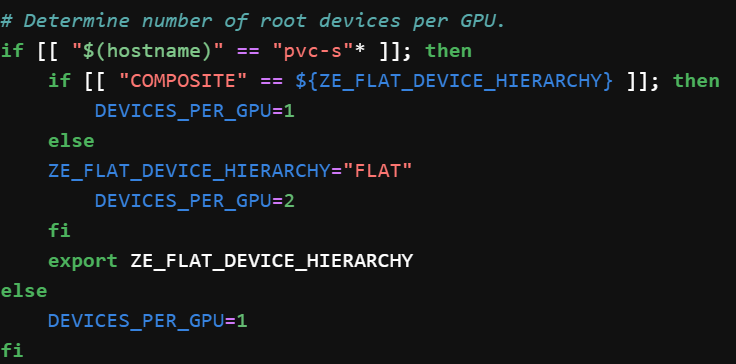 # Determine number of root devices per GPU.
if [[ "$(hostname)" == "pvc-s"* ]]; then
    if [[ "COMPOSITE" == ${ZE_FLAT_DEVICE_HIERARCHY} ]]; then
        DEVICES_PER_GPU=1
    else
    ZE_FLAT_DEVICE_HIERARCHY="FLAT"
        DEVICES_PER_GPU=2
    fi
    export ZE_FLAT_DEVICE_HIERARCHY
else
    DEVICES_PER_GPU=1
fi